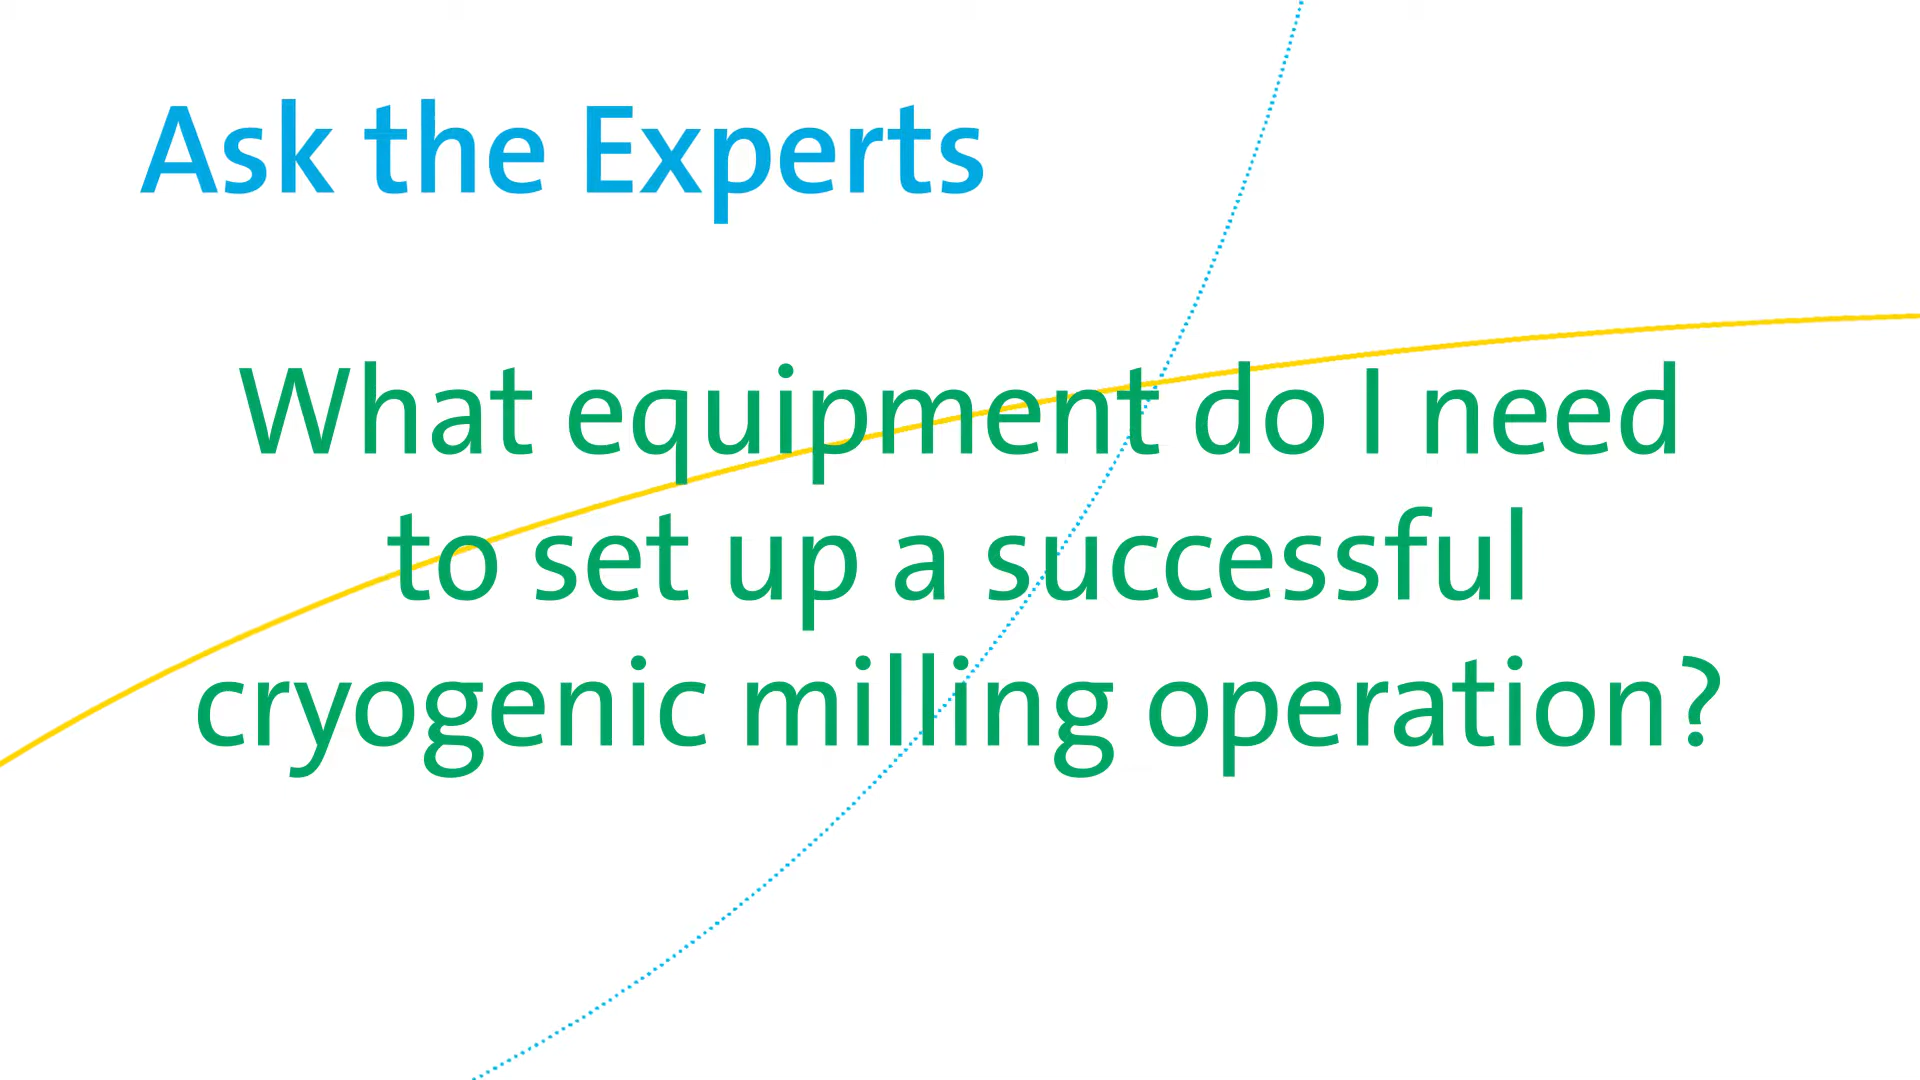 Ask the Experts
What equipment do I need
to set up a successful
cryogenic milling operation?